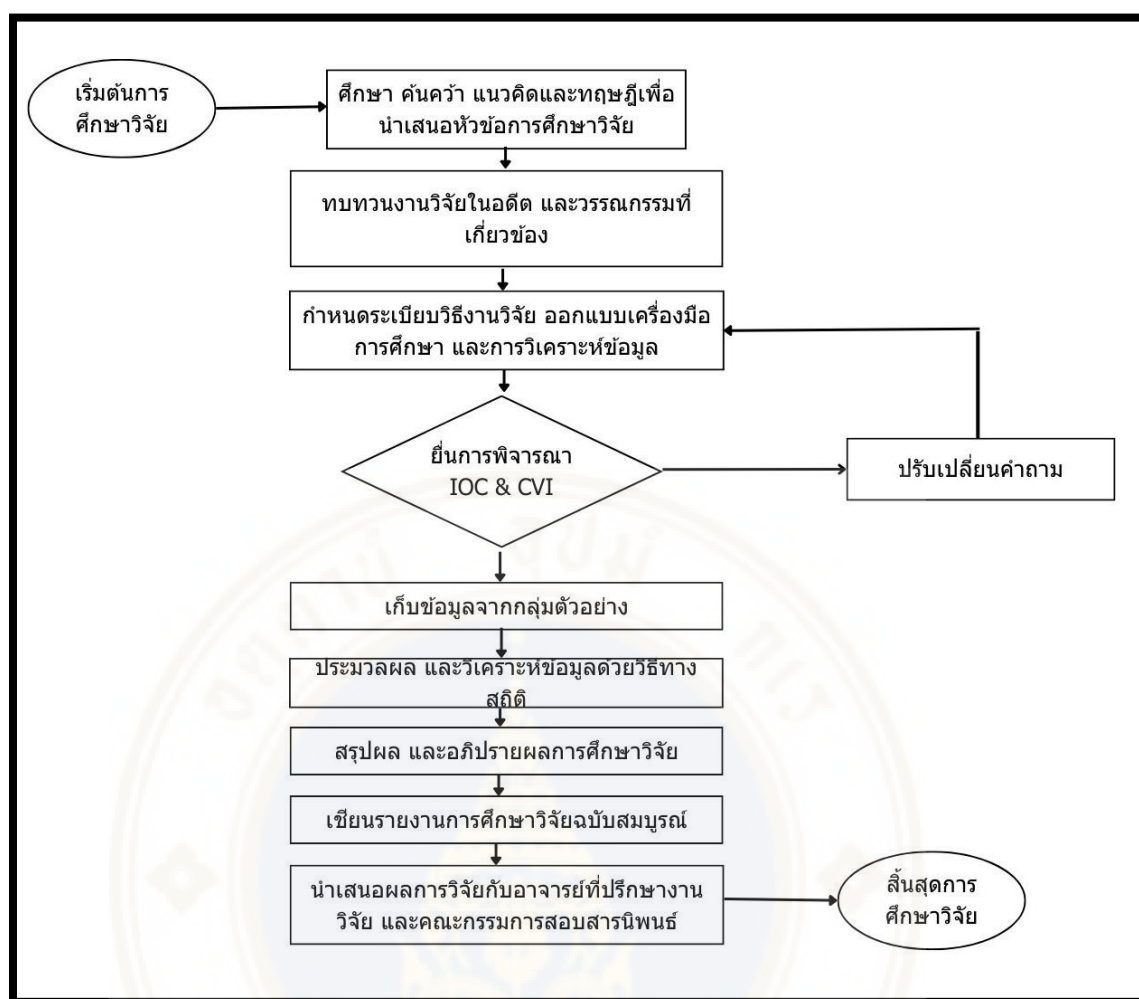 เริ่มต้นการ
ศึกษาวิจัย
ศึกษา ค้นคว้า แนวคิดและทฤษฎีเพื่อ
นำเสนอหัวข้อการศึกษาวิจัย
ทบทวนงานวิจัยในอดีต และวรรณกรรมที่
เกี่ยวข้อง
กำหนดระเบียบวิธีงานวิจัย ออกแบบเครื่องมือ
การศึกษา และการวิเคราะห์ข้อมูล
ยื่นการพิจารณา
IOC & CVI
ปรับเปลี่ยนคำถาม
เก็บข้อมูลจากกลุ่มตัวอย่าง
ประมวลผล และวิเคราะห์ข้อมูลด้วยวิธีทาง
สถิติ
สรุปผล และอภิปรายผลการศึกษาวิจัย
เขียนรายงานการศึกษาวิจัยฉบับสมบูรณ์
นำเสนอผลการวิจัยกับอาจารย์ที่ปรึกษางาน
วิจัย และคณะกรรมการสอบสารนิพนธ์
สิ้นสุดการ
ศึกษาวิจัย